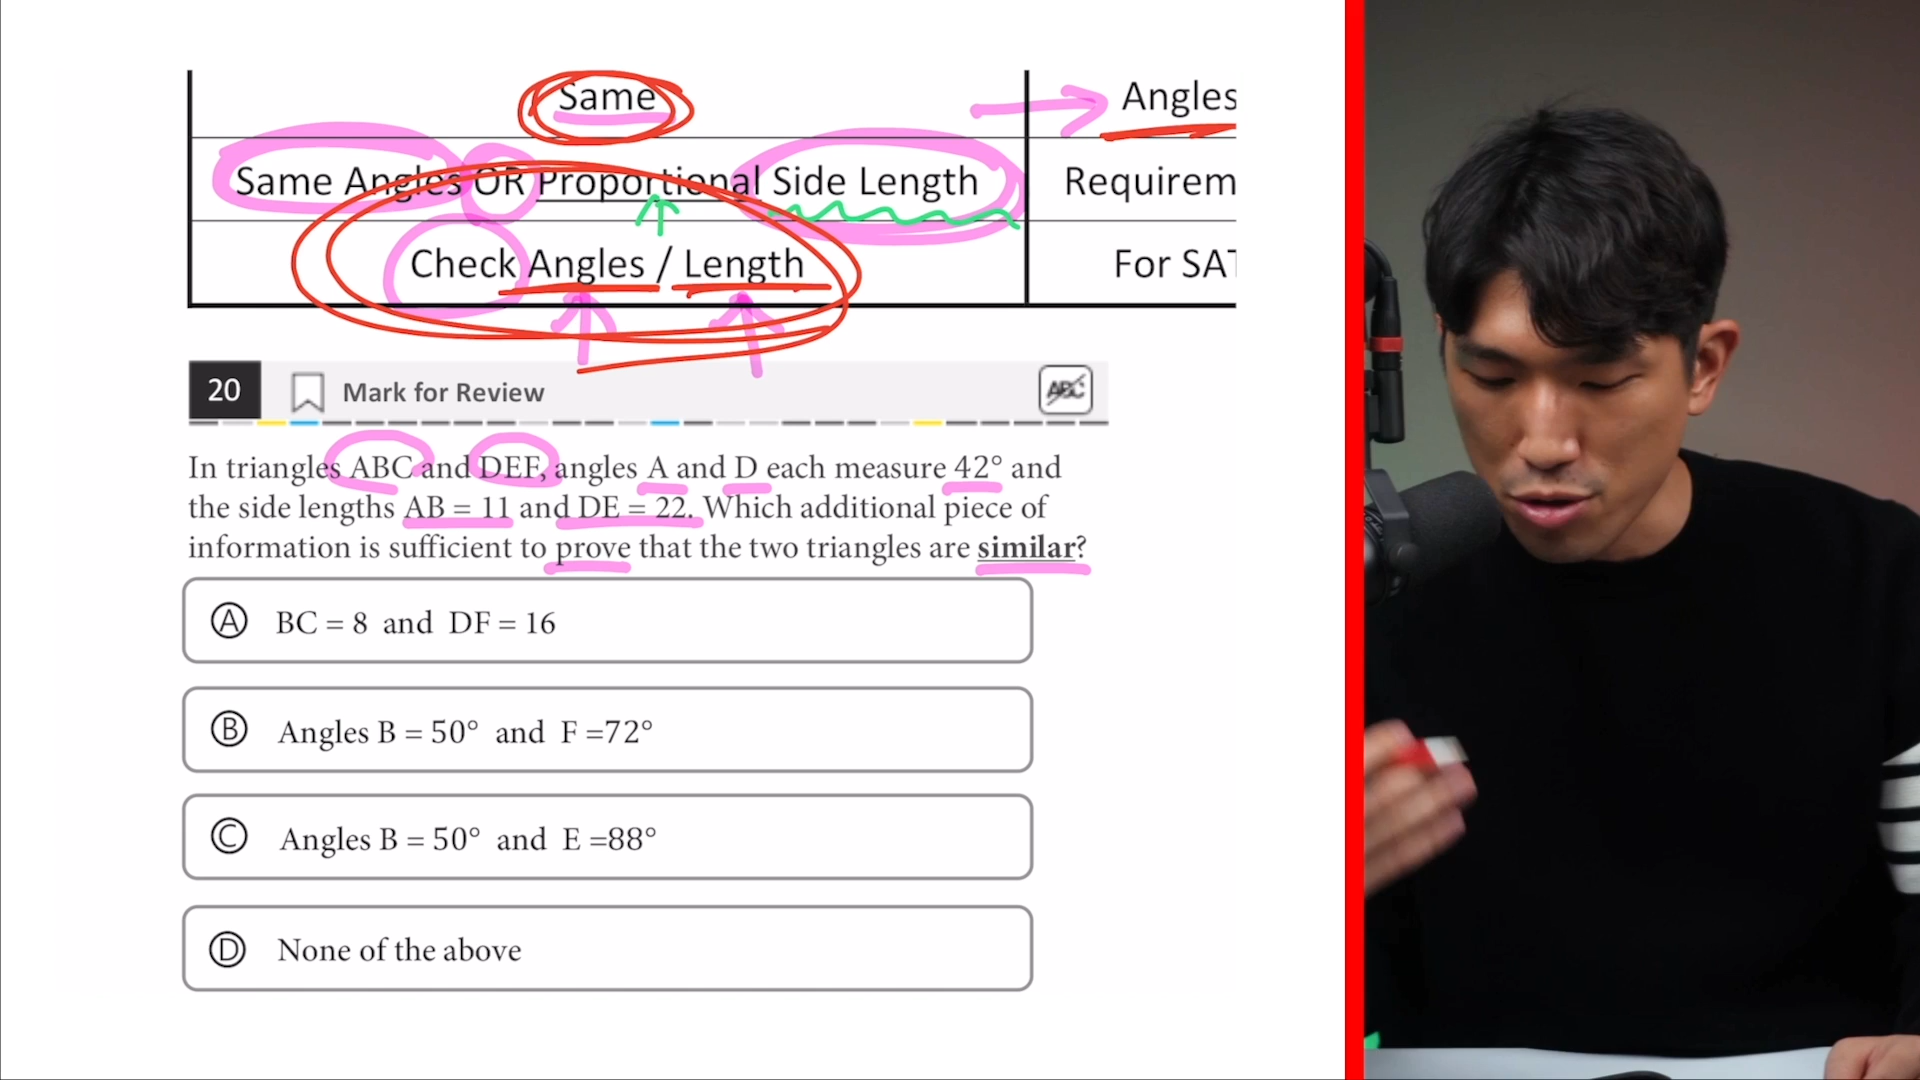 Same
Angles
Same Angles OR Proportional Side Length
Requirem
Check Angles / Length
For SAT
20
Mark for Review
ABC
In triangles ABC and DEF, angles A and D each measure 42° and
the side lengths AB = 11 and DE = 22. Which additional piece of
information is sufficient to prove that the two triangles are similar?
A BC = 8 and DF = 16
B Angles B = 50° and F =72°
C Angles B = 50° and E =88°
D None of the above